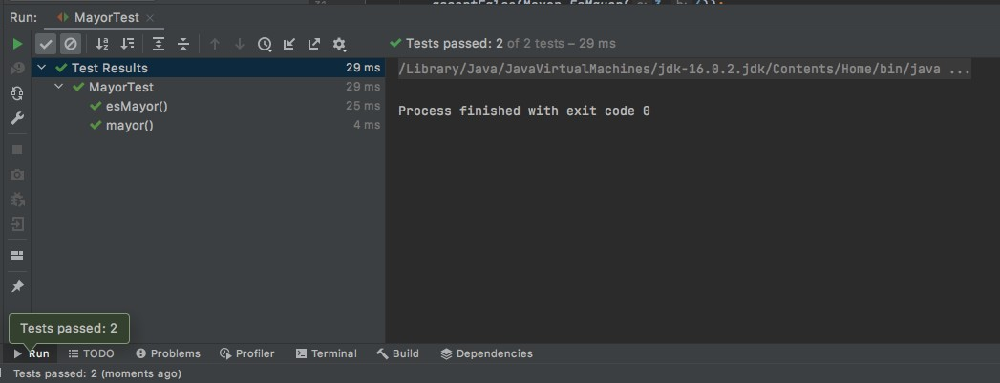 Run: MayorTest
Tests passed: 2 of 2 tests – 29 ms
Test Results 29 ms
MayorTest 29 ms
esMayor() 25 ms
mayor() 4 ms
/Library/Java/JavaVirtualMachines/jdk-16.0.2.jdk/Contents/Home/bin/java ...
Process finished with exit code 0
Tests passed: 2
Run TODO Problems Profiler Terminal Build Dependencies
Tests passed: 2 (moments ago)